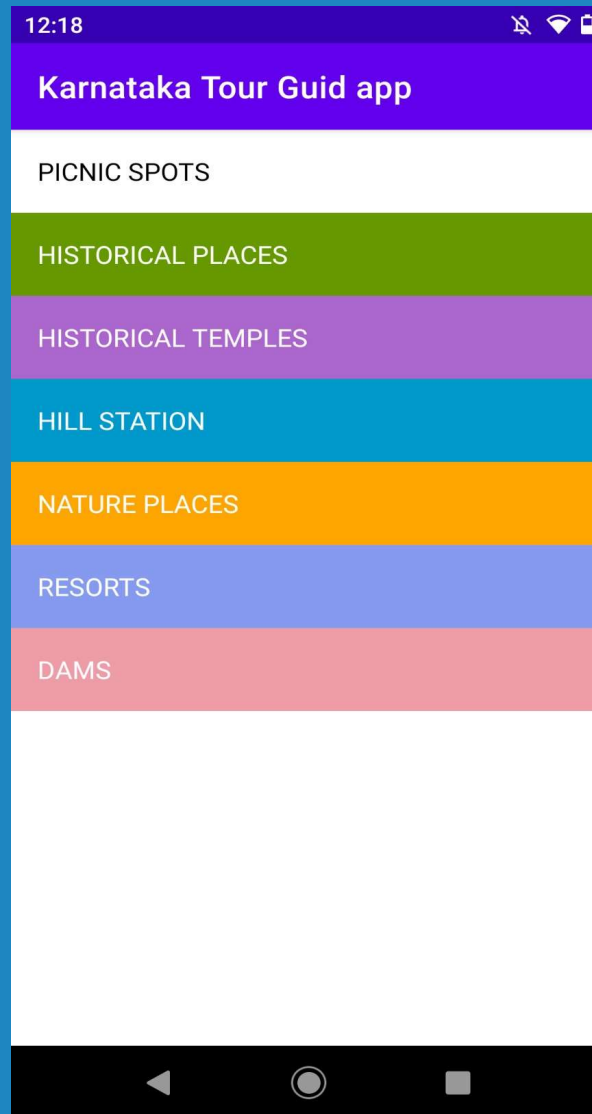 12:18
Karnataka Tour Guid app
PICNIC SPOTS
HISTORICAL PLACES
HISTORICAL TEMPLES
HILL STATION
NATURE PLACES
RESORTS
DAMS